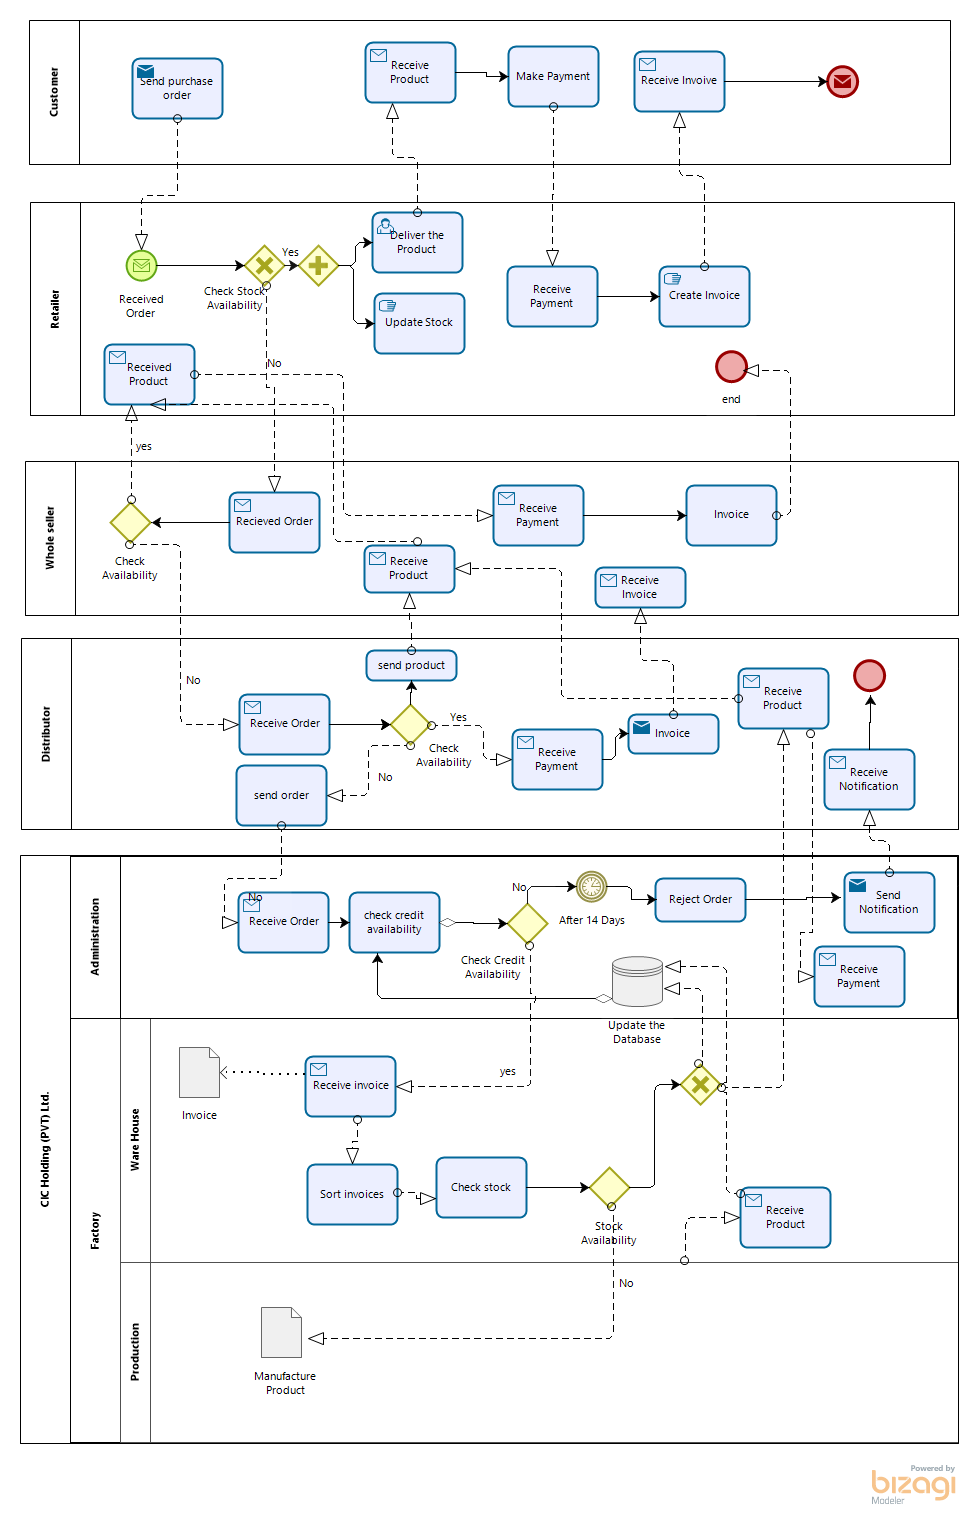 Customer
Send purchase
order
Receive
Product
Make Payment
Receive Invoive
Retailer
Received
Order
Check Stock
Availability
Yes
No
Deliver the
Product
Update Stock
Receive
Payment
Create Invoice
Received
Product
end
yes
Whole seller
Check
Availability
Recieved Order
Receive
Product
Receive
Payment
Invoice
Receive
Invoice
Distributor
No
send product
Receive Order
Yes
Check
Availability
No
send order
Receive
Payment
Invoice
Receive
Product
Receive
Notification
CIC Holding (PVT) Ltd.
Administration
No
Receive Order
check credit
availability
No
Check Credit
Availability
After 14 Days
Reject Order
Send
Notification
Receive
Payment
Update the
Database
yes
Factory
Ware House
Invoice
Receive invoice
Sort invoices
Check stock
Stock
Availability
Receive
Product
No
Production
Manufacture
Product
Powered by
bizagi
Modeler